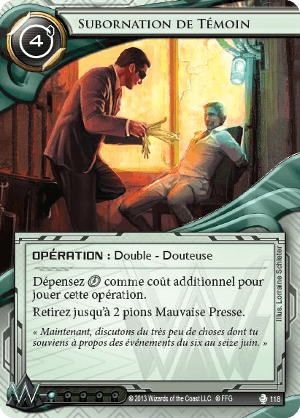 Subornation de Témoin
4
OPÉRATION : Double - Douteuse
Dépensez comme coût additionnel pour
jouer cette opération.
Retirez jusqu'à 2 pions Mauvaise Presse.
« Maintenant, discutons du très peu de choses dont tu
souviens à propos des événements du six au seize juin. »
Illus. Lorraine Schleter
© 2013 Wizards of the Coast LLC. © FFG
118